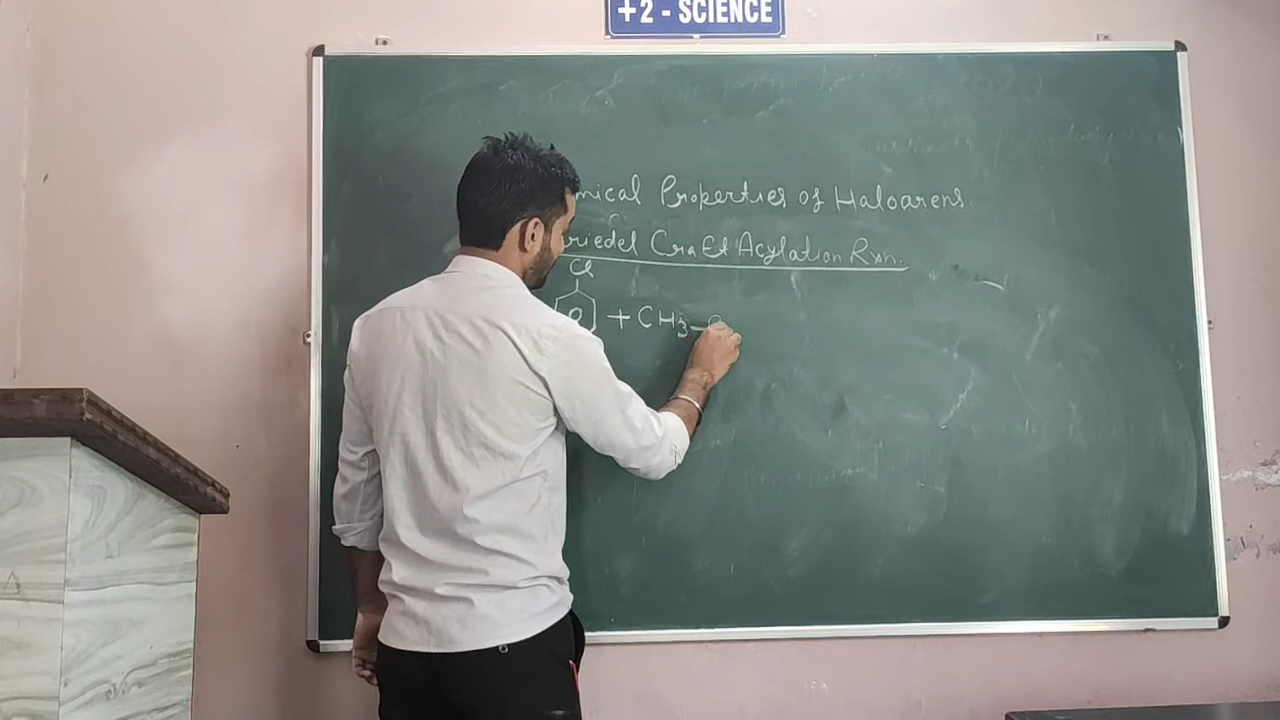 +2 - SCIENCE
mical Properties of Haloarens.
riedel Craft Acylation Rxn.
Cl
+ CH3-